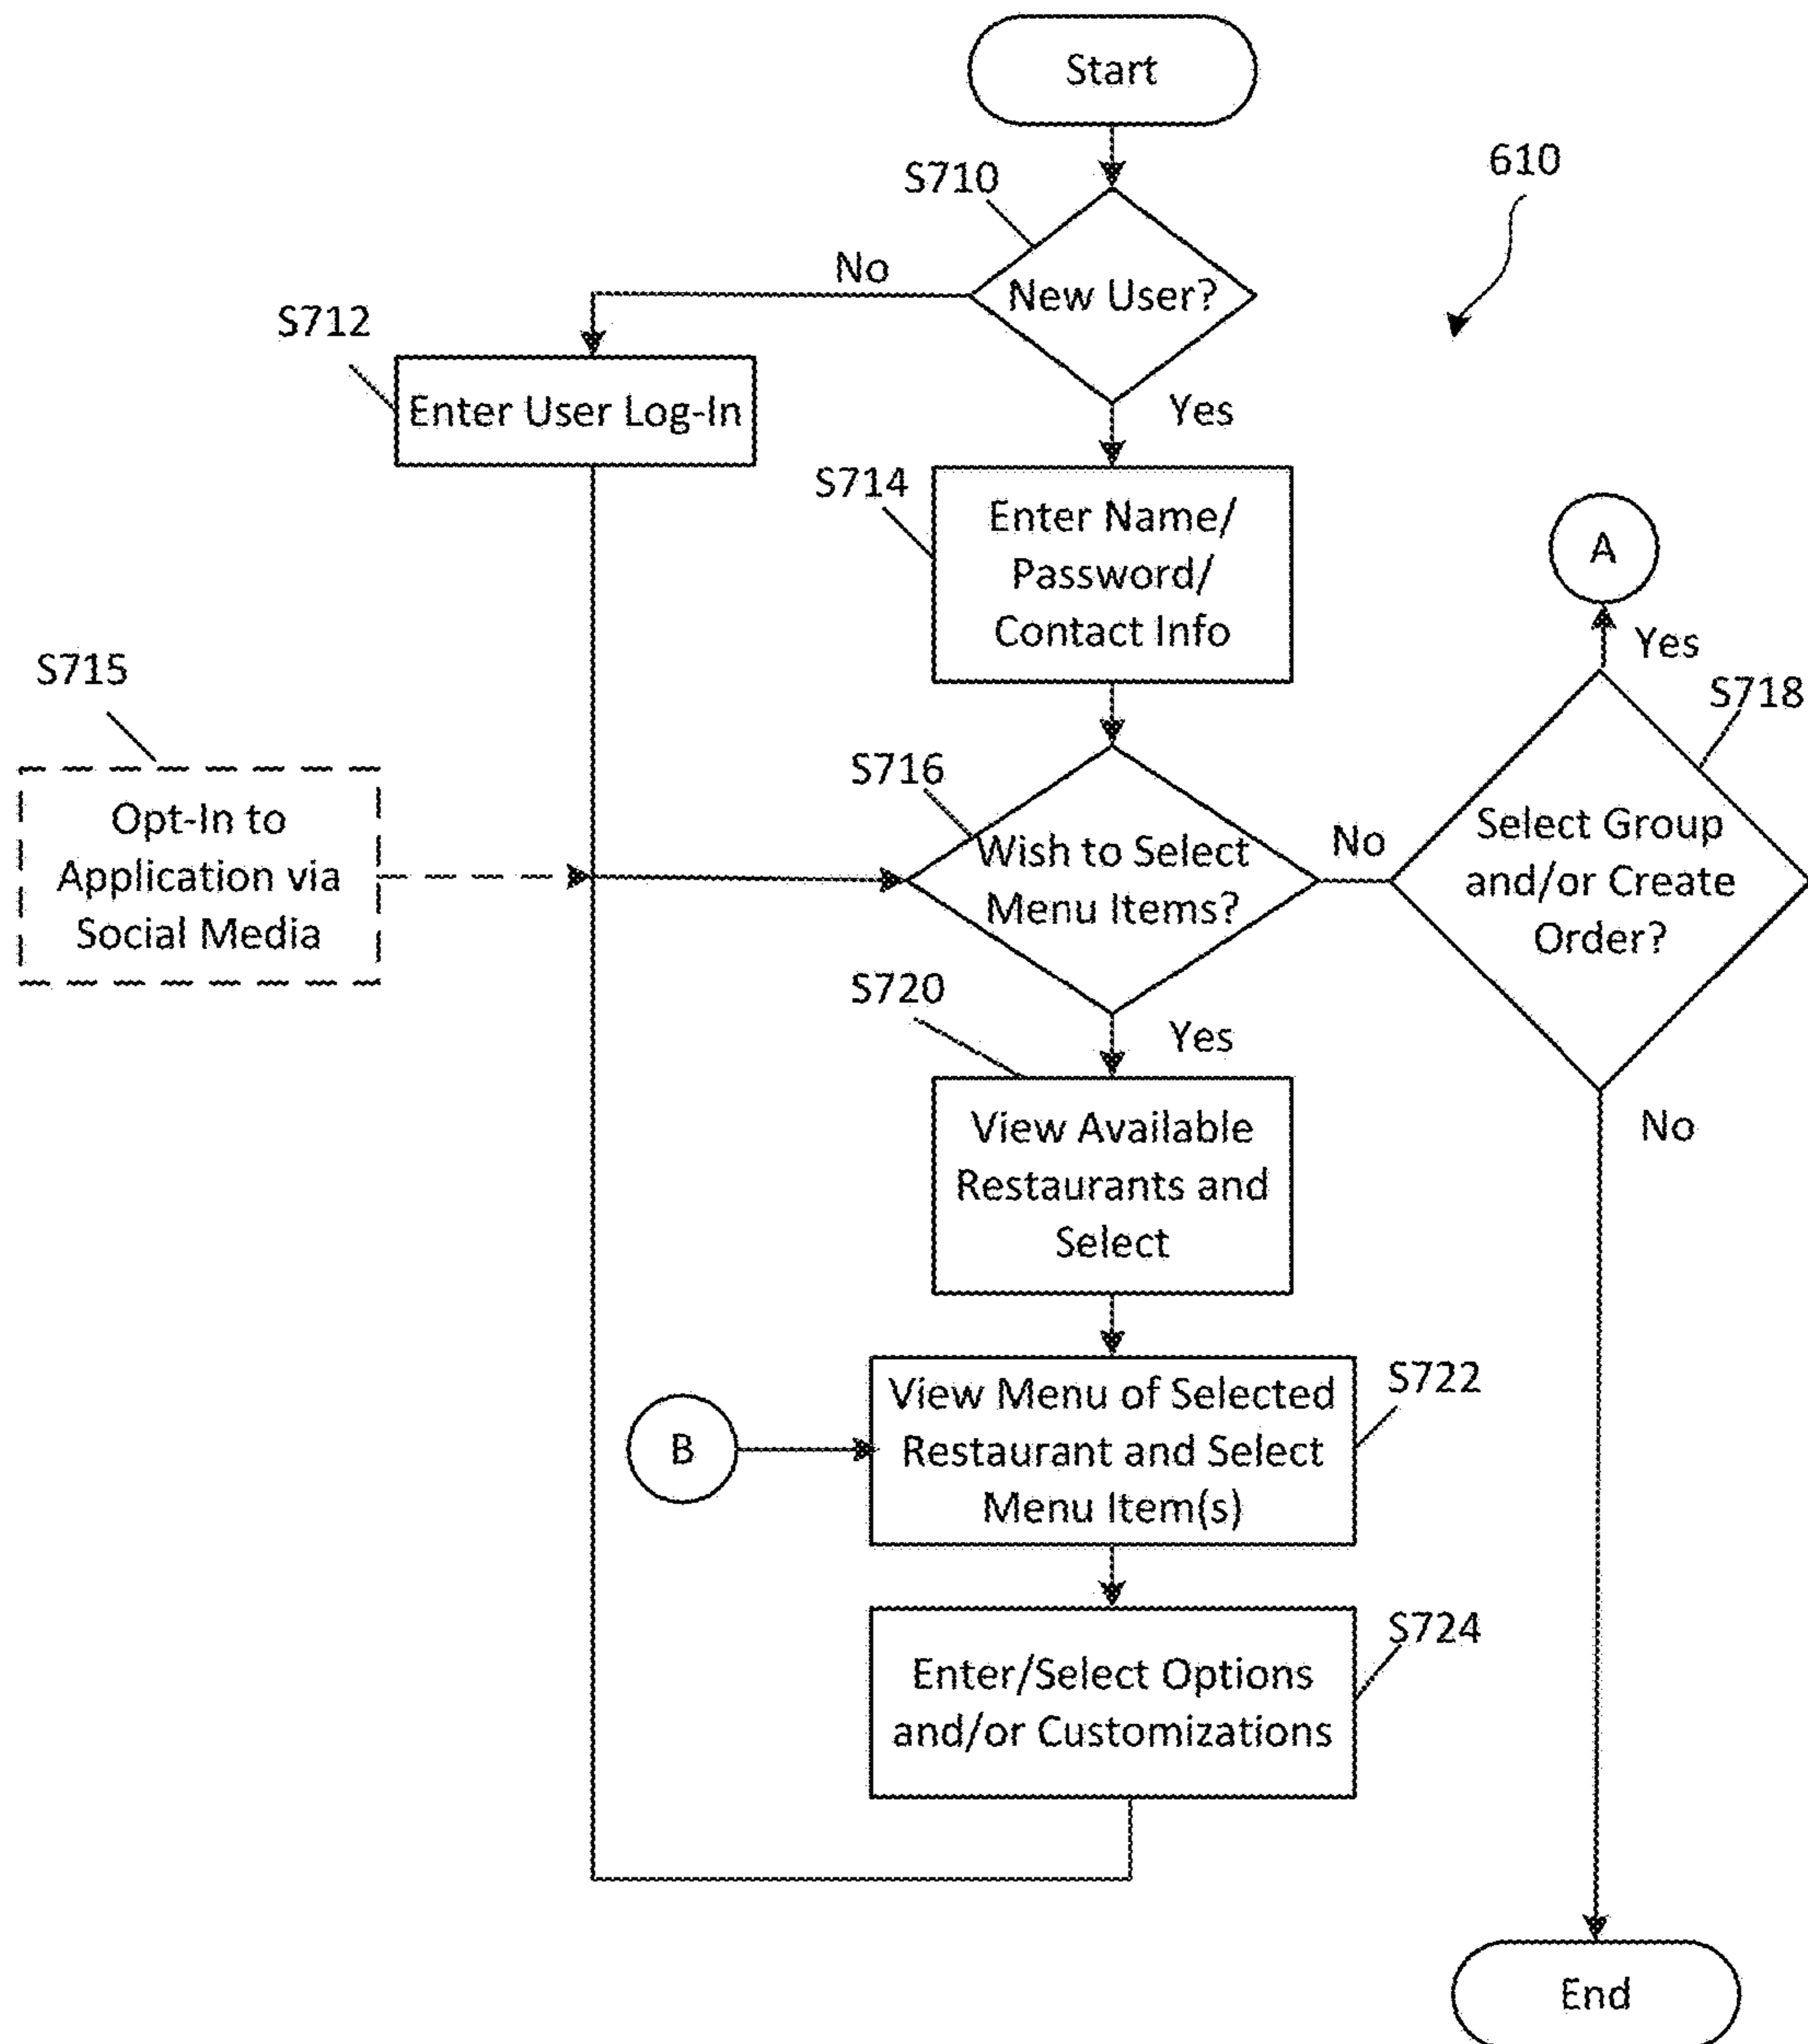 Start
610
S710
New User?
No
Yes
S712
Enter User Log-In
S714
Enter Name/
Password/
Contact Info
A
Yes
S715
Opt-In to
Application via
Social Media
S716
Wish to Select
Menu Items?
No
S718
Select Group
and/or Create
Order?
S720
Yes
No
View Available
Restaurants and
Select
B
S722
View Menu of Selected
Restaurant and Select
Menu Item(s)
S724
Enter/Select Options
and/or Customizations
End